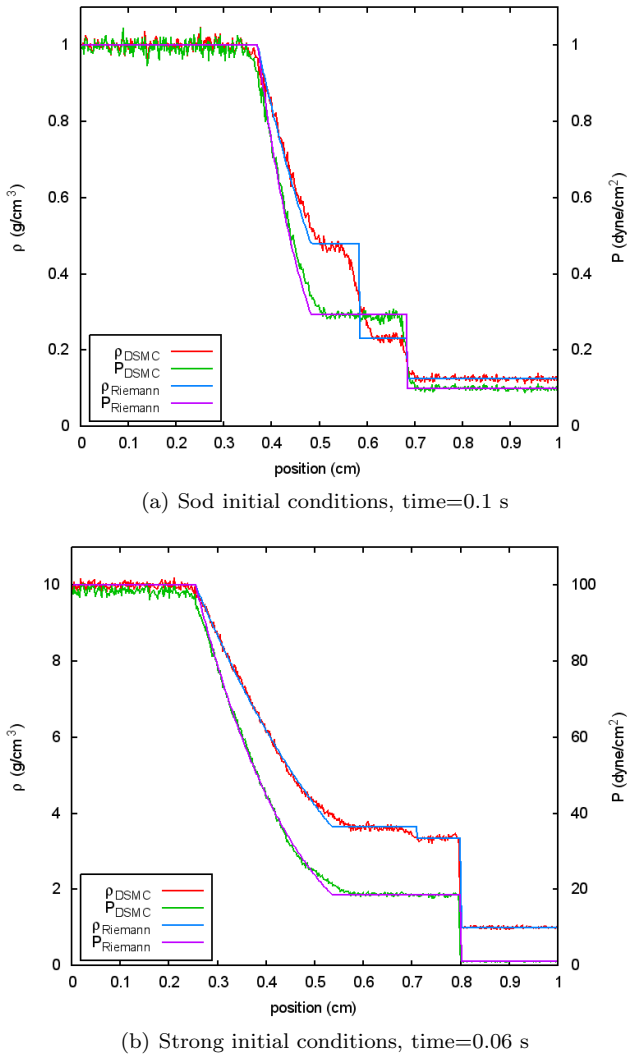 1
0.8
0.6
0.4
0.2
0
ρ (g/cm³)
1
0.8
0.6
0.4
0.2
0
P (dyne/cm²)
ρDSMC
PDSMC
ρRiemann
PRiemann
0 0.1 0.2 0.3 0.4 0.5 0.6 0.7 0.8 0.9 1
position (cm)
(a) Sod initial conditions, time=0.1 s
10
8
6
4
2
0
ρ (g/cm³)
100
80
60
40
20
0
P (dyne/cm²)
ρDSMC
PDSMC
ρRiemann
PRiemann
0 0.1 0.2 0.3 0.4 0.5 0.6 0.7 0.8 0.9 1
position (cm)
(b) Strong initial conditions, time=0.06 s